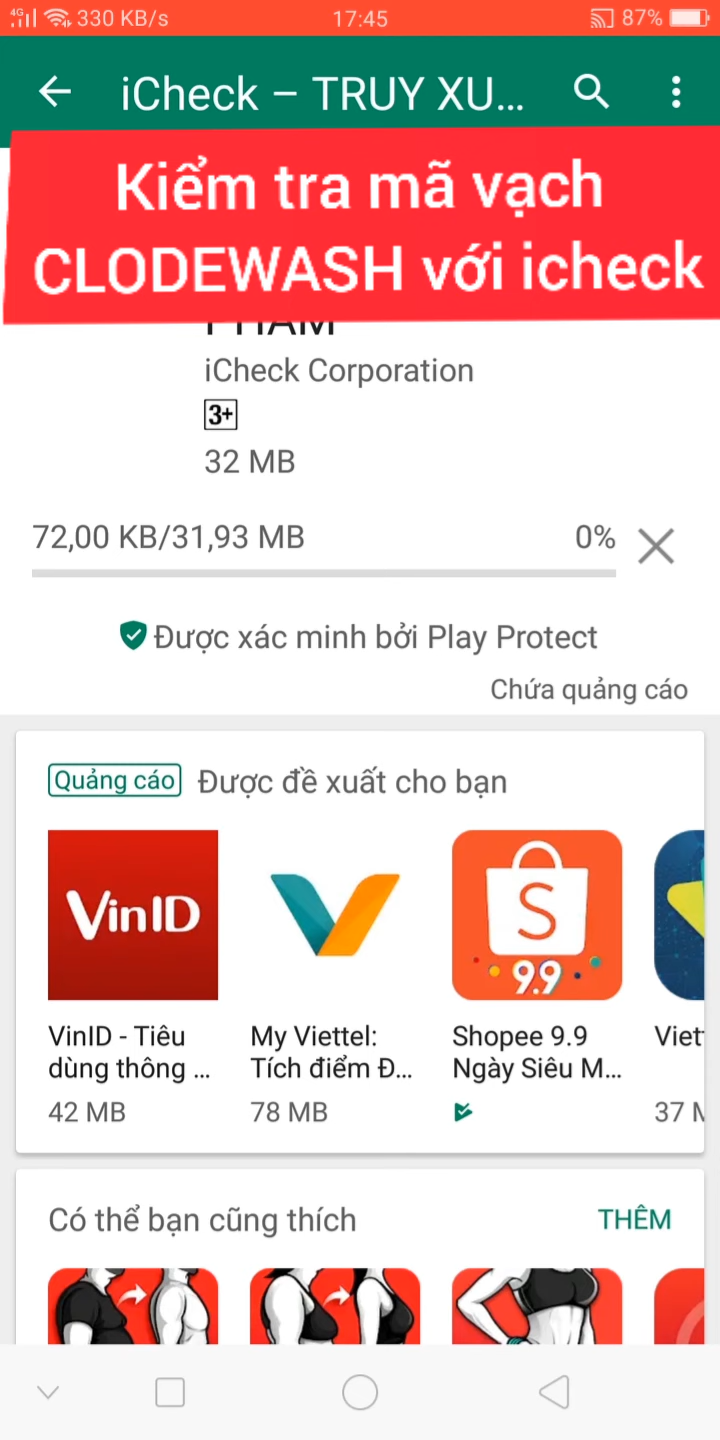 4G 330 KB/s 17:45 87%
iCheck – TRUY XU...
Kiểm tra mã vạch
CLODEWASH với icheck
PHẨM
iCheck Corporation
3+
32 MB
72,00 KB/31,93 MB 0%
Được xác minh bởi Play Protect
Chứa quảng cáo
Quảng cáo Được đề xuất cho bạn
VinID
S
9.9
VinID - Tiêu
dùng thông ...
42 MB
My Viettel:
Tích điểm Đ...
78 MB
Shopee 9.9
Ngày Siêu M...
Viet
37 M
Có thể bạn cũng thích THÊM